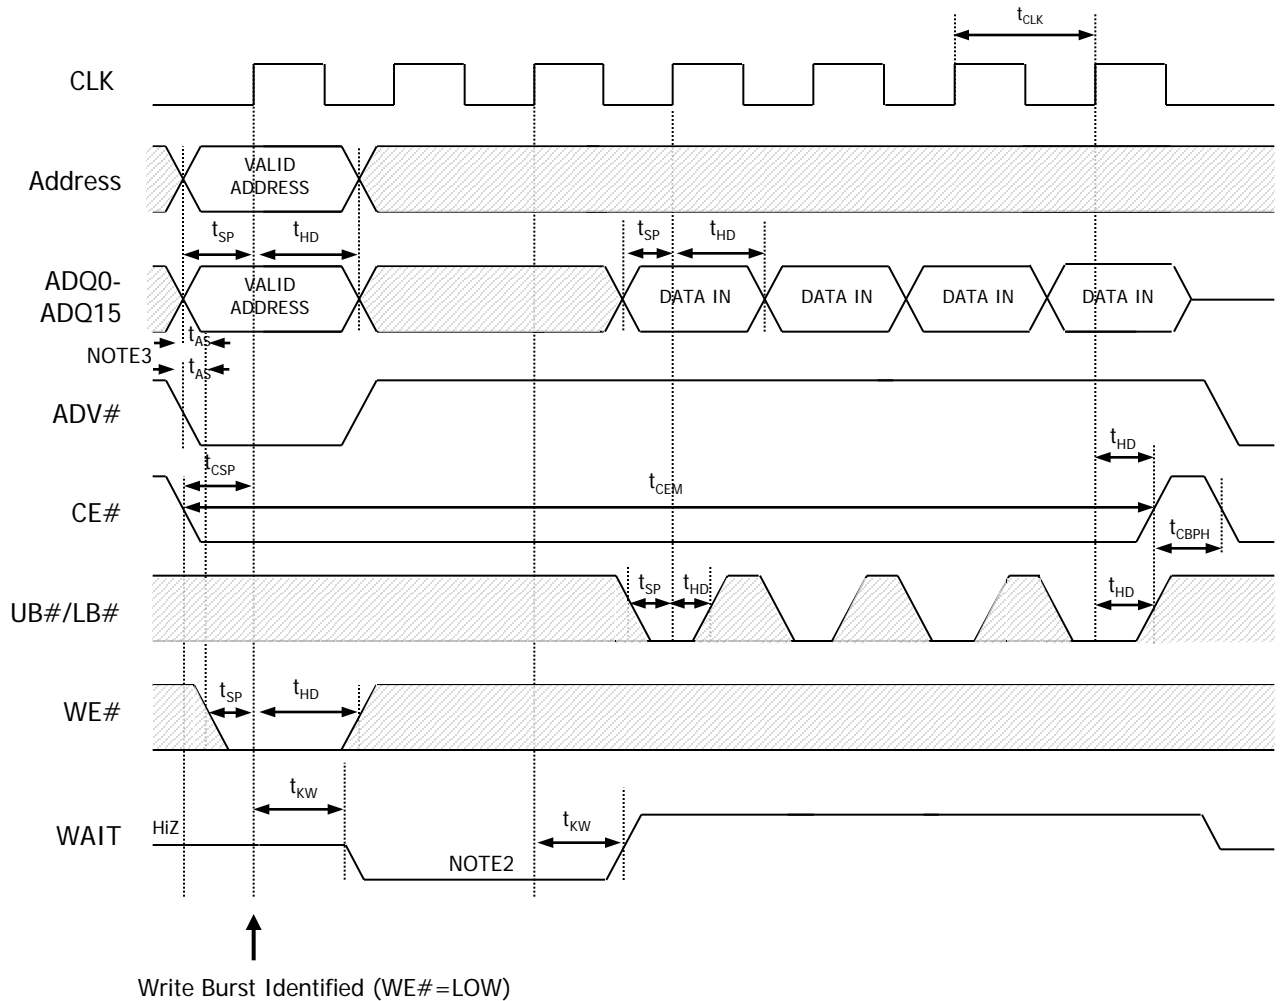 tCLK
CLK
Address
VALID
ADDRESS
tSP
tHD
tSP
tHD
ADQ0-
ADQ15
VALID
ADDRESS
DATA IN
DATA IN
DATA IN
DATA IN
tAS
NOTE3
tAS
ADV#
tHD
tCSP
tCEM
CE#
tCBPH
UB#/LB#
tSP
tHD
tHD
WE#
tSP
tHD
tKW
tKW
WAIT
HiZ
NOTE2
Write Burst Identified (WE#=LOW)